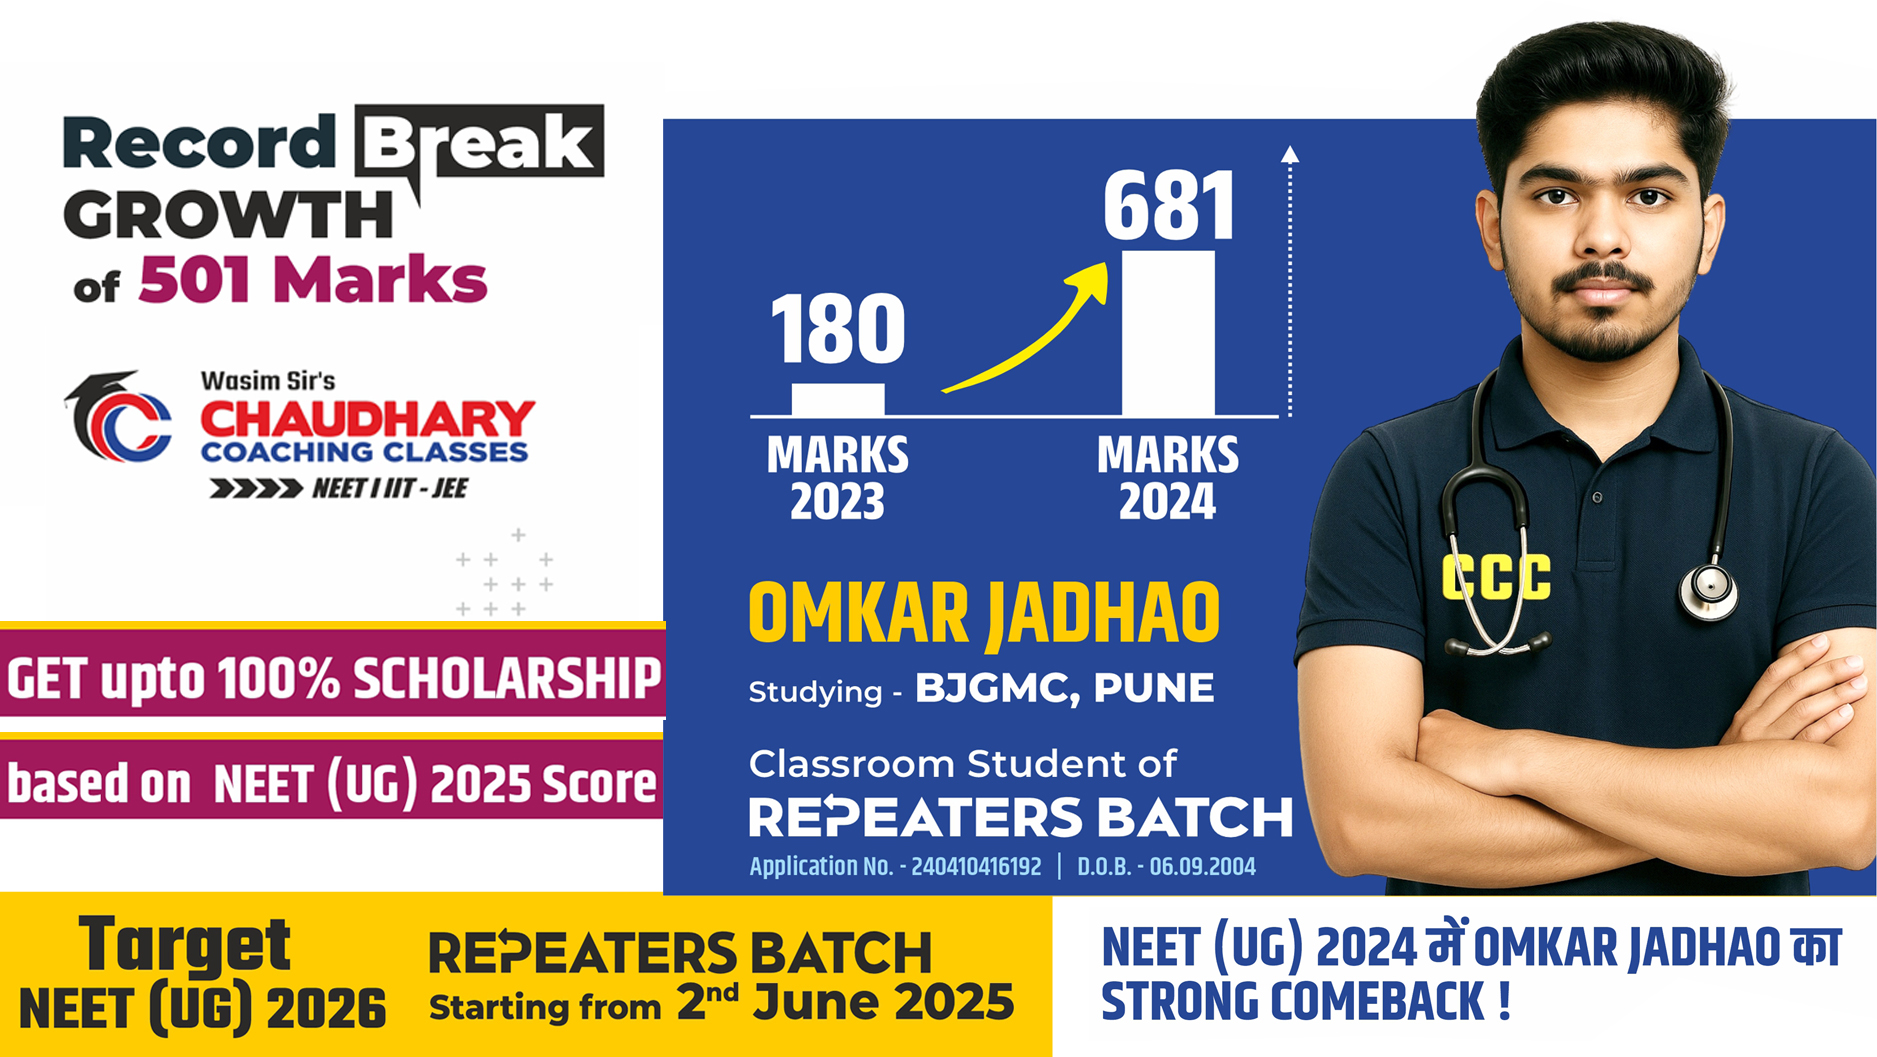 Record Break
GROWTH
of 501 Marks
Wasim Sir's
CHAUDHARY
COACHING CLASSES
NEET I IIT - JEE
GET upto 100% SCHOLARSHIP
based on NEET (UG) 2025 Score
180
681
MARKS
2023
MARKS
2024
OMKAR JADHAO
Studying - BJGMC, PUNE
Classroom Student of
REPEATERS BATCH
Application No. - 240410416192 | D.O.B. - 06.09.2004
CCC
Target
NEET (UG) 2026
REPEATERS BATCH
Starting from 2nd June 2025
NEET (UG) 2024 में OMKAR JADHAO का
STRONG COMEBACK !